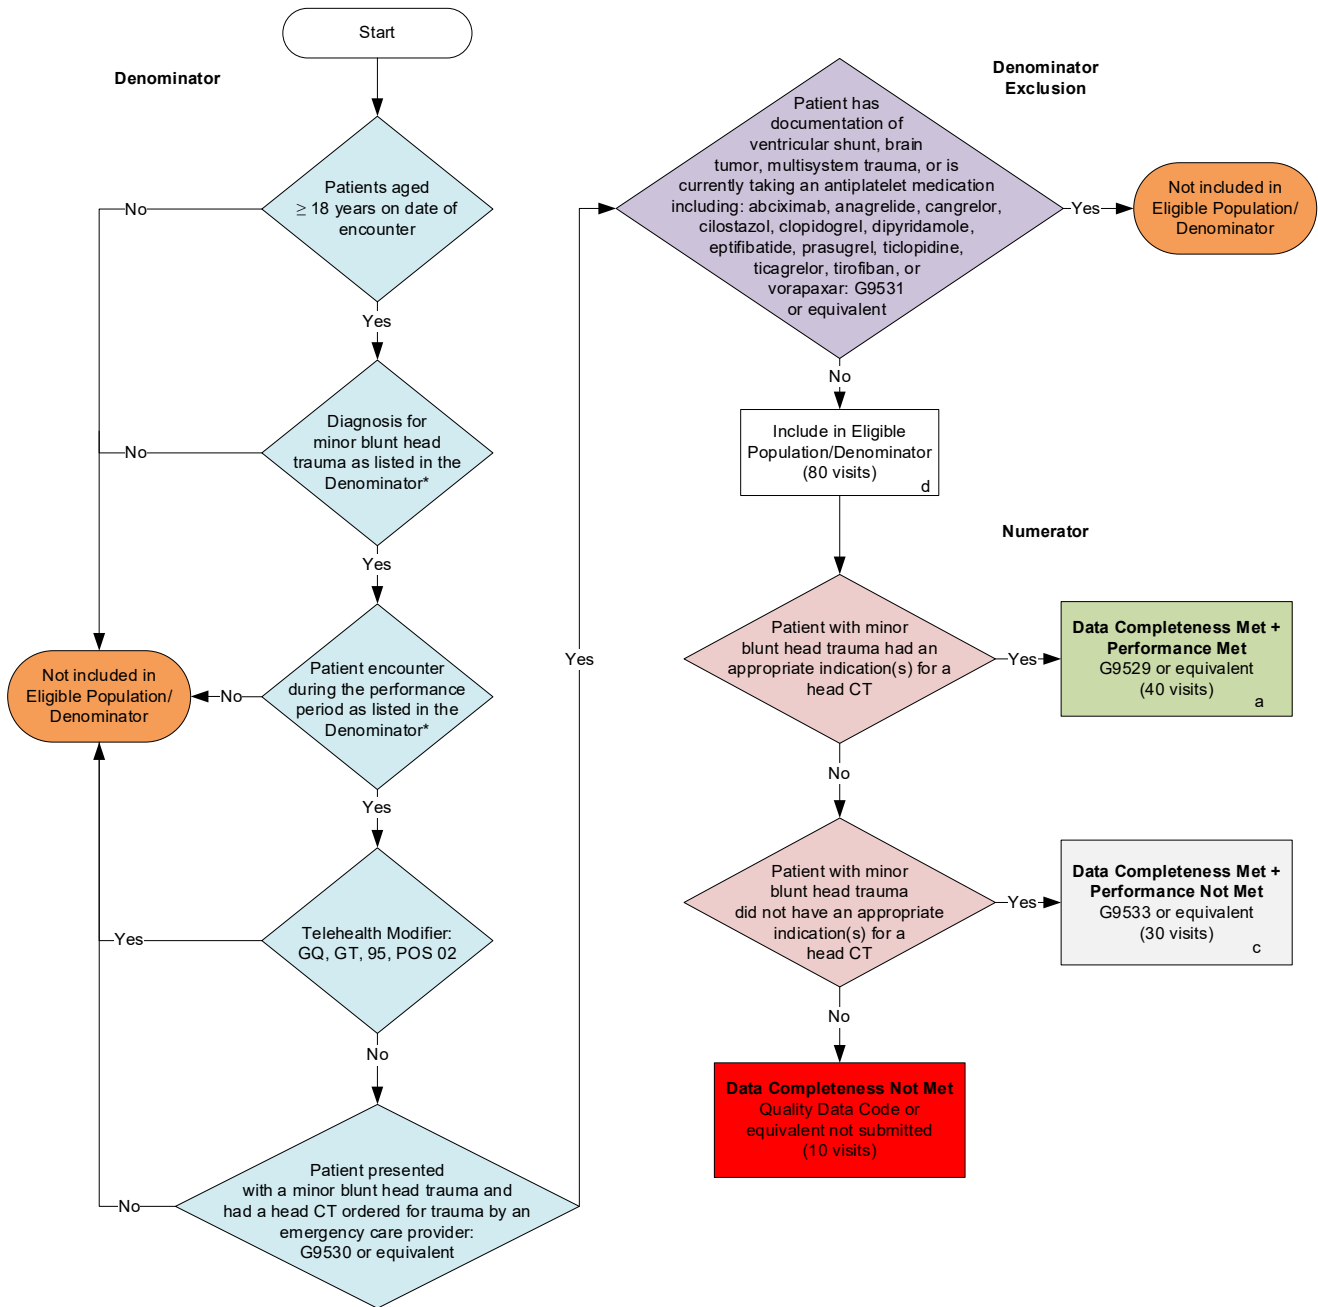 Start
Denominator
Patients aged
≥ 18 years on date of
encounter
No
Yes
Diagnosis for
minor blunt head
trauma as listed in the
Denominator*
No
Yes
Patient encounter
during the performance
period as listed in the
Denominator*
No
Not included in
Eligible Population/
Denominator
Yes
Telehealth Modifier:
GQ, GT, 95, POS 02
Yes
No
Patient presented
with a minor blunt head trauma and
had a head CT ordered for trauma by an
emergency care provider:
G9530 or equivalent
No
Yes
Denominator
Exclusion
Patient has
documentation of
ventricular shunt, brain
tumor, multisystem trauma, or is
currently taking an antiplatelet medication
including: abciximab, anagrelide, cangrelor,
cilostazol, clopidogrel, dipyridamole,
eptifibatide, prasugrel, ticlopidine,
ticagrelor, tirofiban, or
vorapaxar: G9531
or equivalent
Yes
Not included in
Eligible Population/
Denominator
No
Include in Eligible
Population/Denominator
(80 visits)
d
Numerator
Patient with minor
blunt head trauma had an
appropriate indication(s) for a
head CT
Yes
Data Completeness Met +
Performance Met
G9529 or equivalent
(40 visits)
a
No
Patient with minor
blunt head trauma
did not have an appropriate
indication(s) for a
head CT
Yes
Data Completeness Met +
Performance Not Met
G9533 or equivalent
(30 visits)
c
No
Data Completeness Not Met
Quality Data Code or
equivalent not submitted
(10 visits)